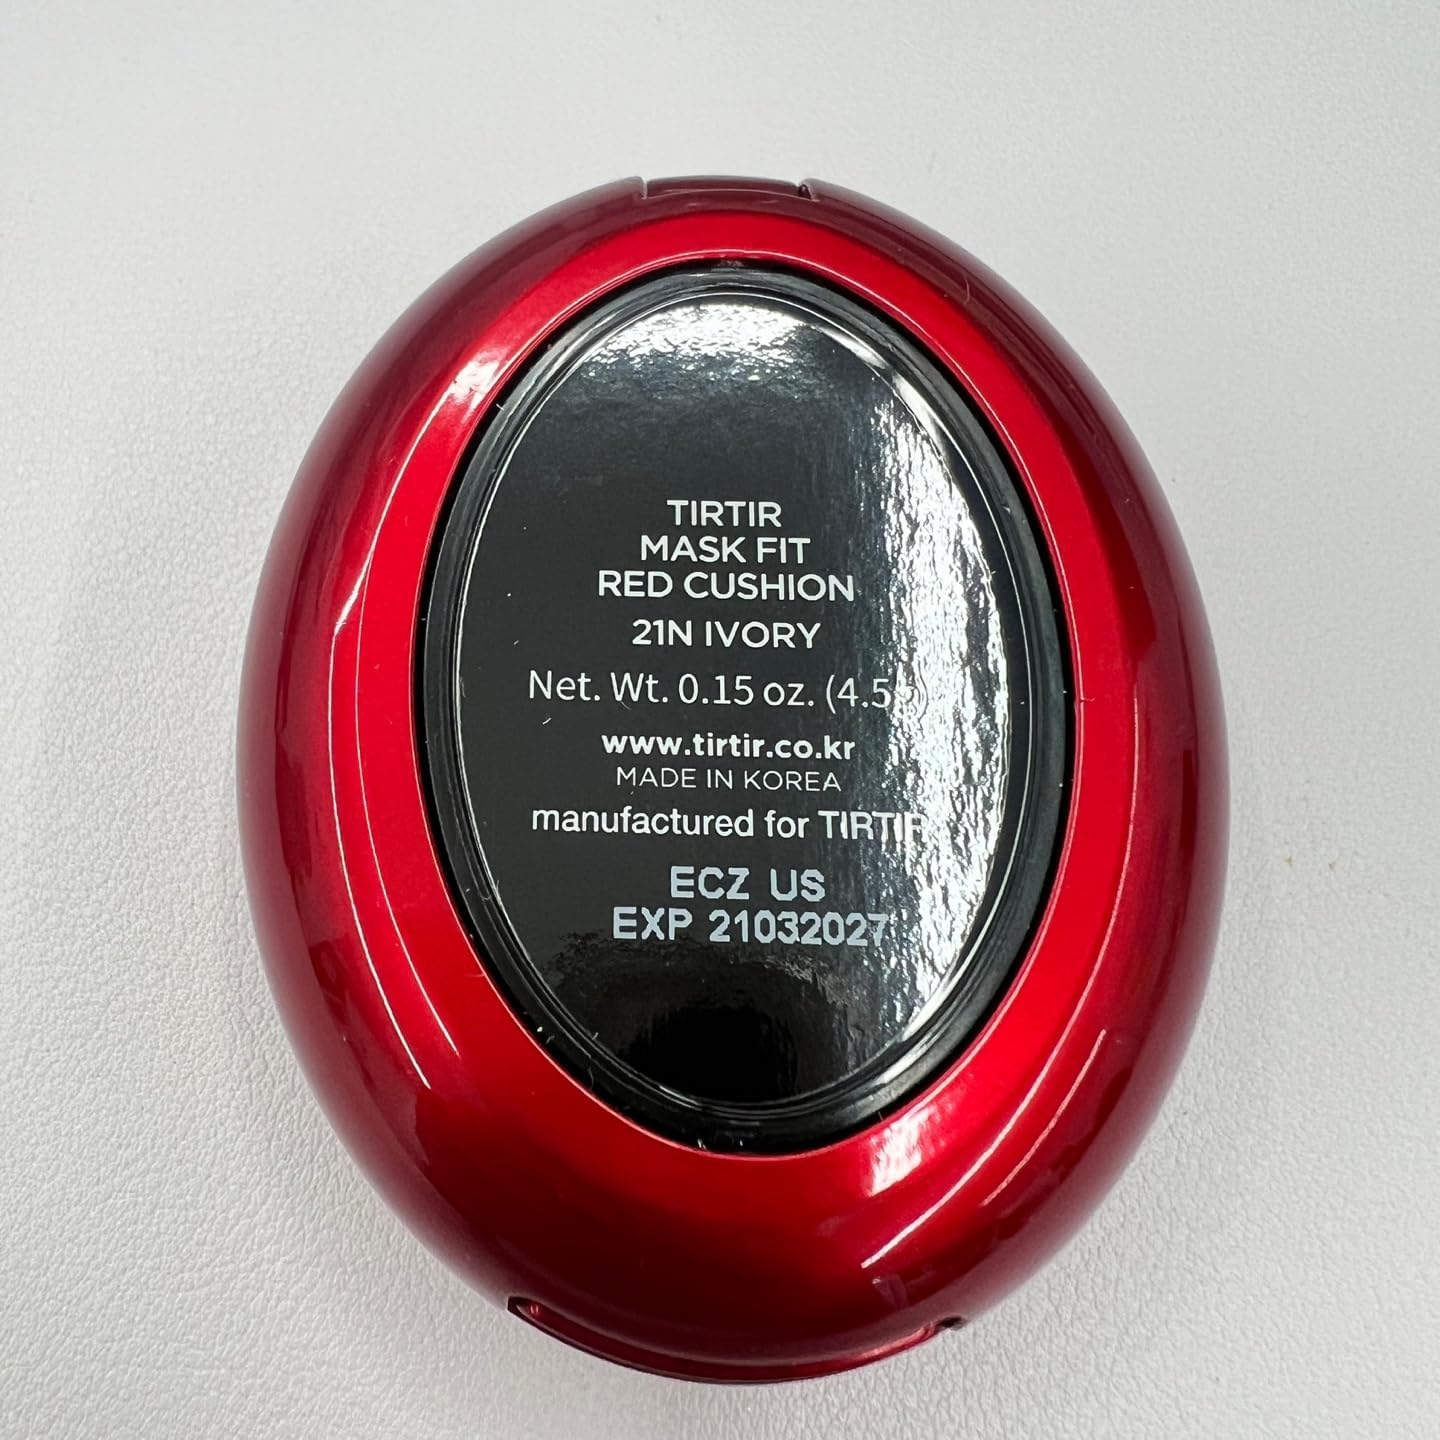 TIRTIR
MASK FIT
RED CUSHION
21N IVORY
Net. Wt. 0.15 oz. (4.5g)
www.tirtir.co.kr
MADE IN KOREA
manufactured for TIRTIR
ECZ US
EXP 21032027